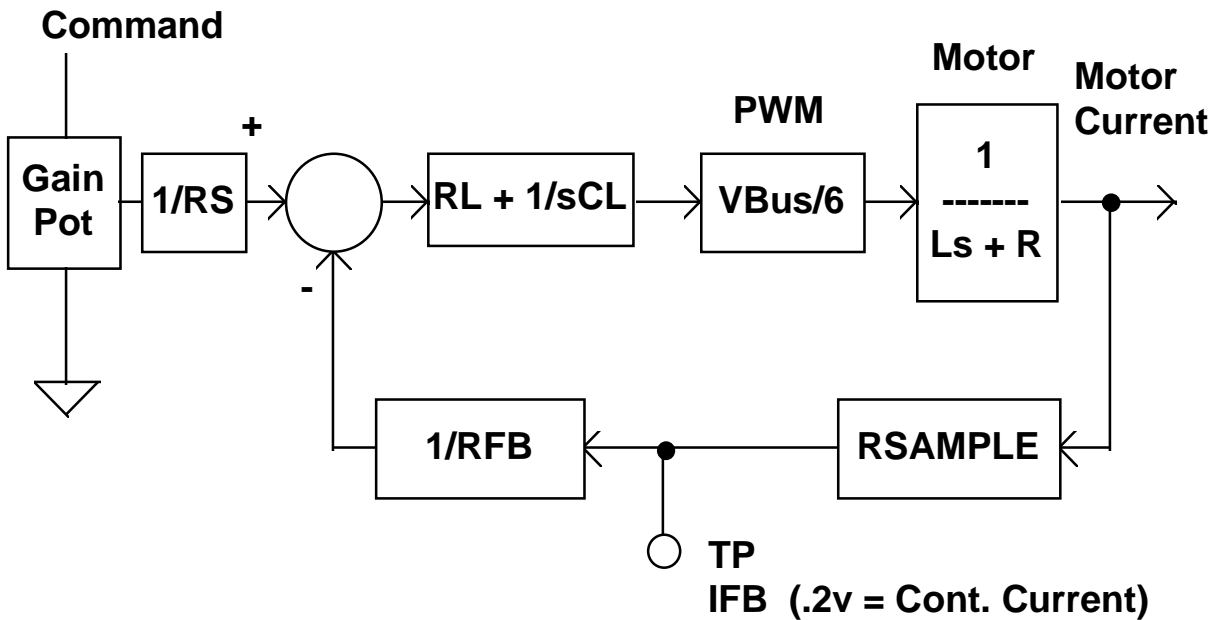 Command
Gain
Pot
1/RS
+
-
RL + 1/sCL
PWM
VBus/6
Motor
1
-------
Ls + R
Motor
Current
1/RFB
RSAMPLE
TP
IFB (.2v = Cont. Current)